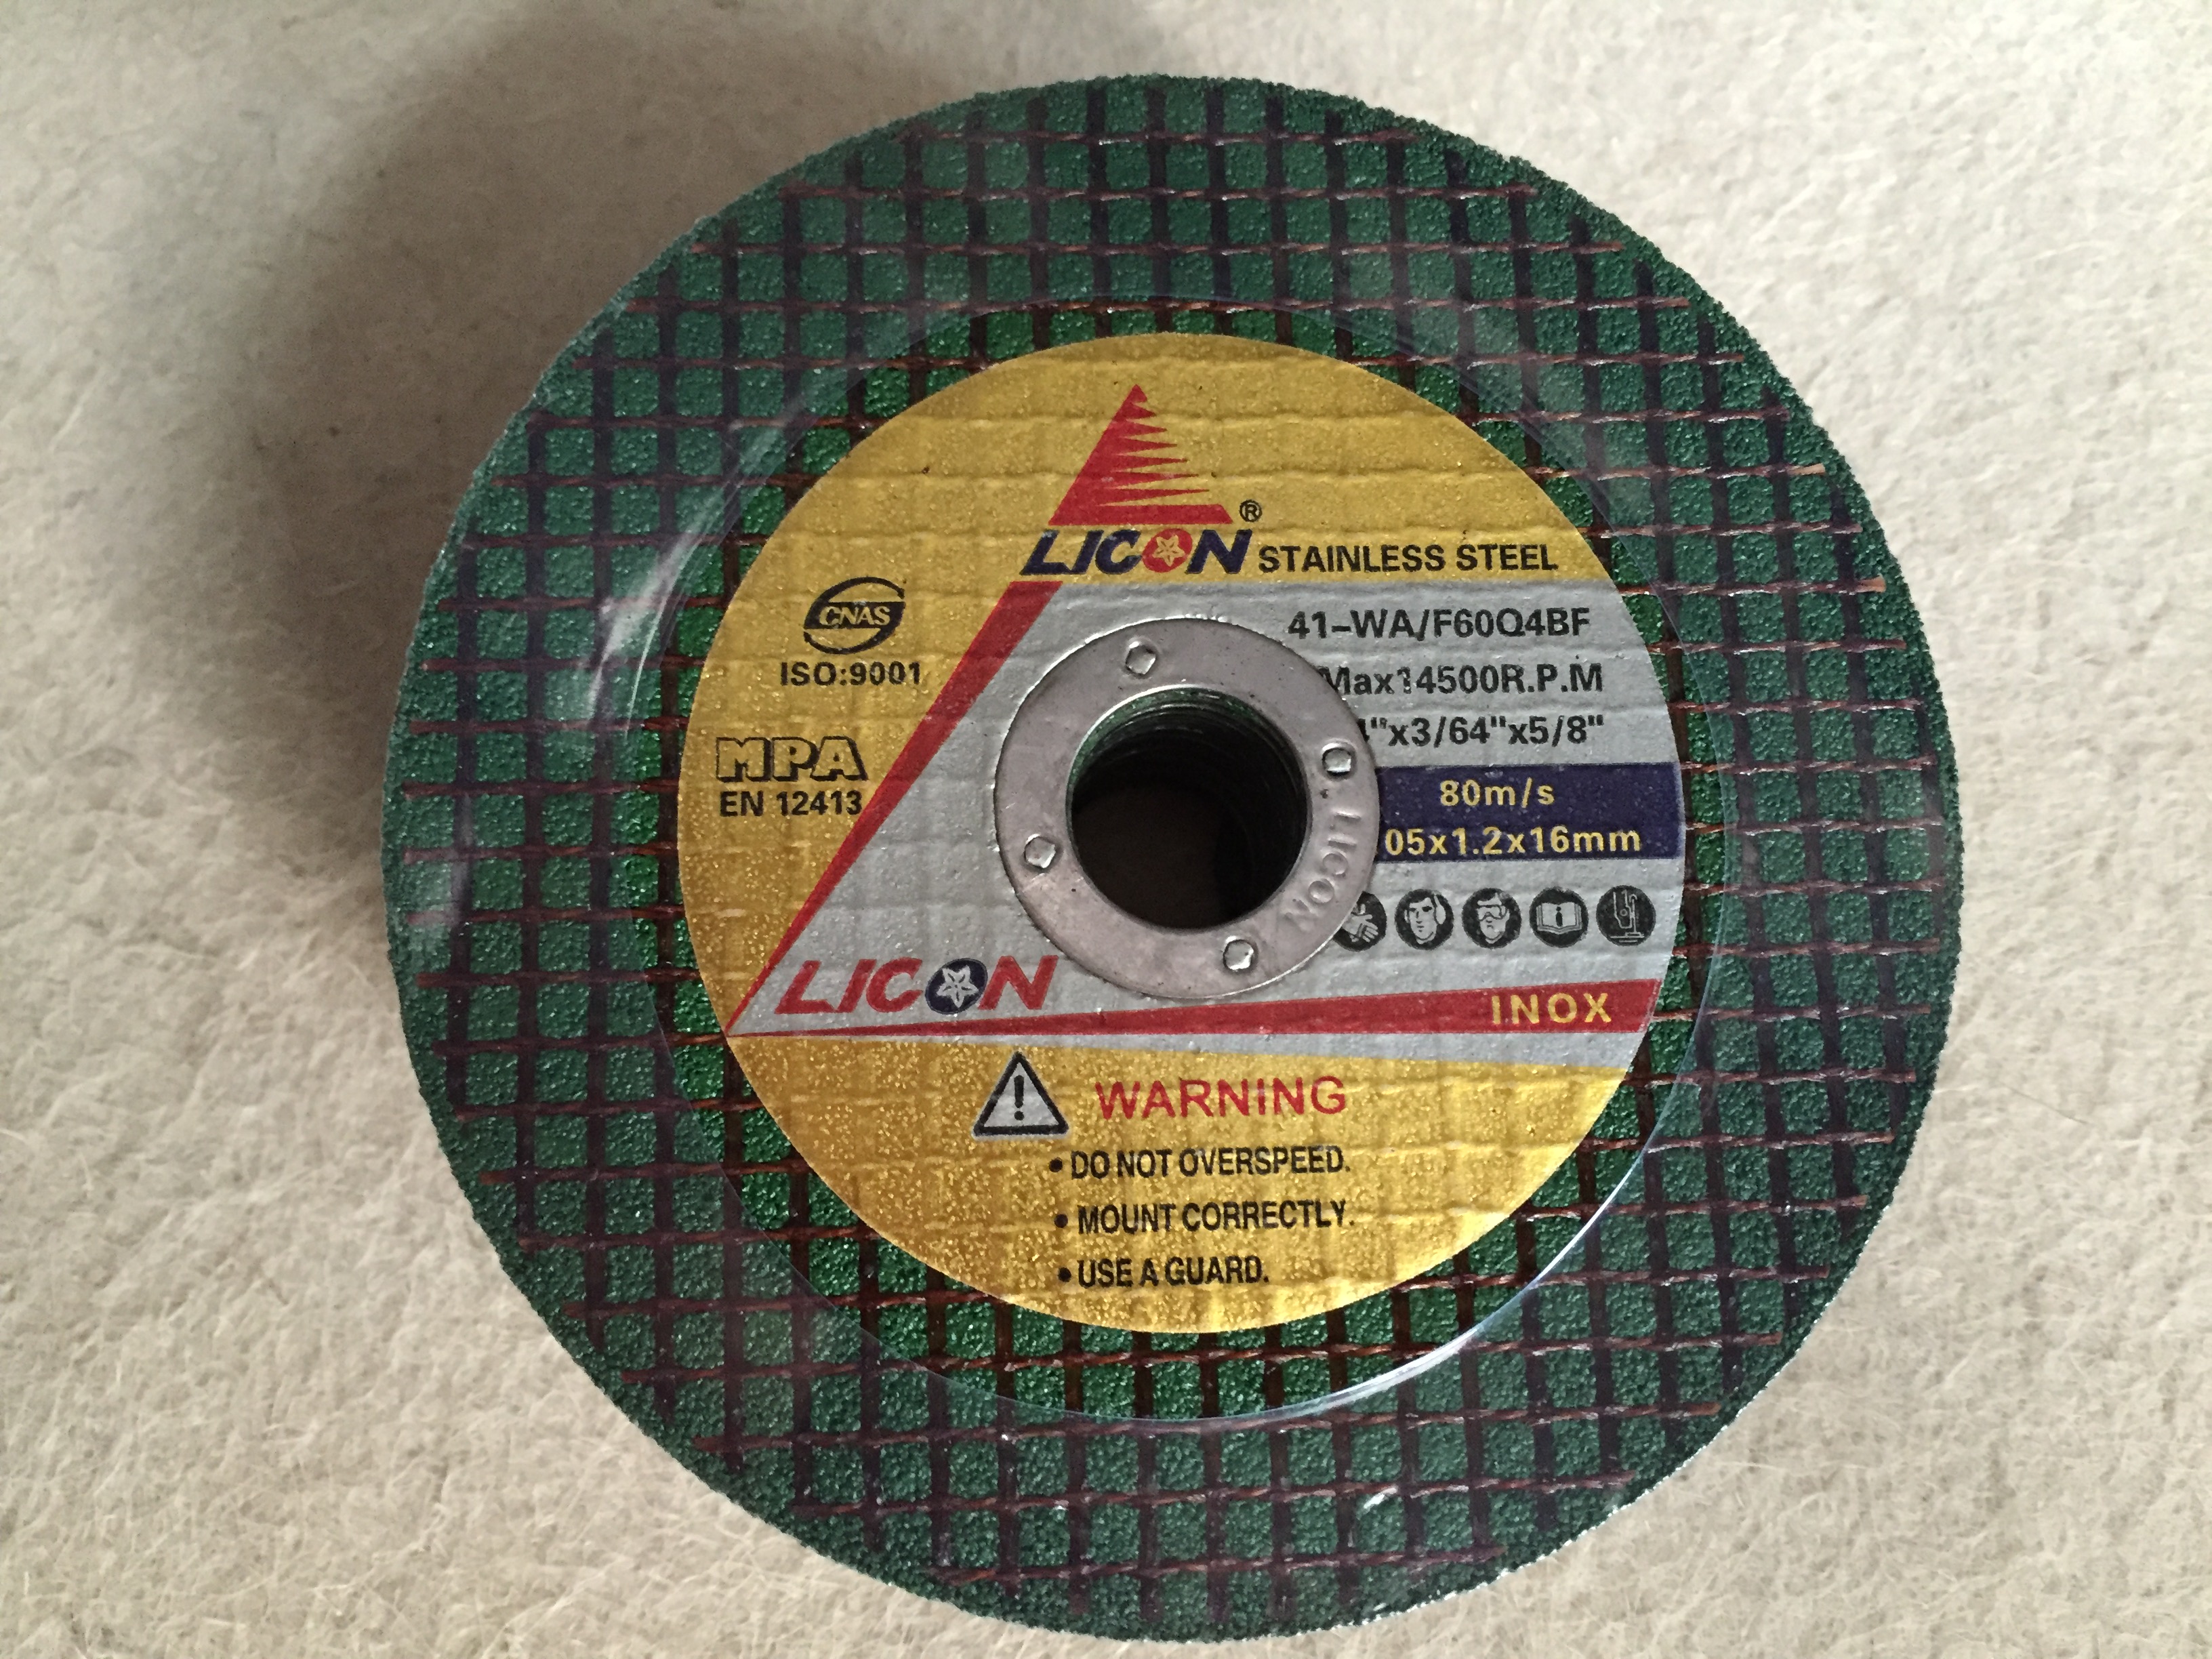 LICON®
STAINLESS STEEL
CNAS
ISO:9001
MPA
EN 12413
41-WA/F60Q4BF
Max14500R.P.M
4"x3/64"x5/8"
80m/s
05x1.2x16mm
LICON
LICON
INOX
WARNING
• DO NOT OVERSPEED.
• MOUNT CORRECTLY.
• USE A GUARD.